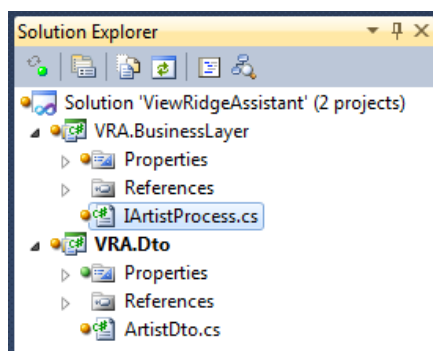 Solution Explorer
Solution 'ViewRidgeAssistant' (2 projects)
VRA.BusinessLayer
Properties
References
IArtistProcess.cs
VRA.Dto
Properties
References
ArtistDto.cs